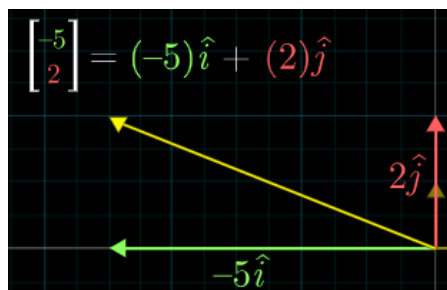 [-5 2] = (-5)î + (2)ĵ
2ĵ
-5î